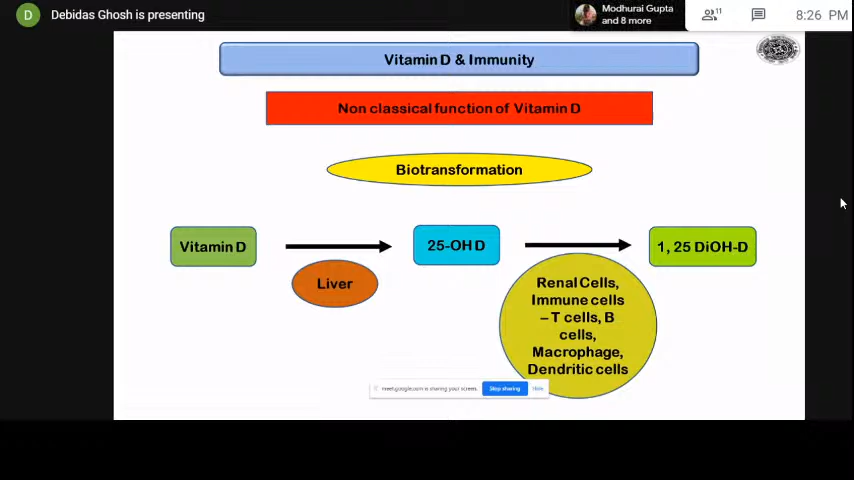 D
Debidas Ghosh is presenting
Modhurai Gupta
and 8 more
11
8:26 PM
Vitamin D & Immunity
Non classical function of Vitamin D
Biotransformation
Vitamin D
25-OH D
1, 25 DiOH-D
Liver
Renal Cells,
Immune cells
– T cells, B
cells,
Macrophage,
Dendritic cells
meet.google.com is sharing your screen.
Stop sharing
Hide